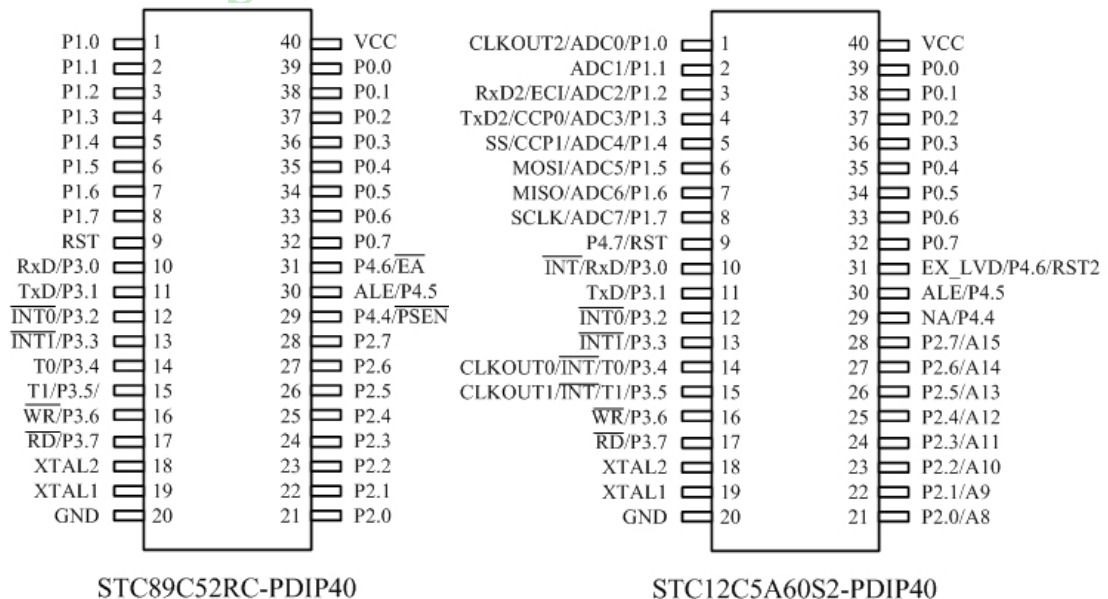 P1.0 1 40 VCC CLKOUT2/ADC0/P1.0 1 40 VCC
P1.1 2 39 P0.0 ADC1/P1.1 2 39 P0.0
P1.2 3 38 P0.1 RxD2/ECI/ADC2/P1.2 3 38 P0.1
P1.3 4 37 P0.2 TxD2/CCP0/ADC3/P1.3 4 37 P0.2
P1.4 5 36 P0.3 SS/CCP1/ADC4/P1.4 5 36 P0.3
P1.5 6 35 P0.4 MOSI/ADC5/P1.5 6 35 P0.4
P1.6 7 34 P0.5 MISO/ADC6/P1.6 7 34 P0.5
P1.7 8 33 P0.6 SCLK/ADC7/P1.7 8 33 P0.6
RST 9 32 P0.7 P4.7/RST 9 32 P0.7
RxD/P3.0 10 31 P4.6/EA INT/RxD/P3.0 10 31 EX_LVD/P4.6/RST2
TxD/P3.1 11 30 ALE/P4.5 TxD/P3.1 11 30 ALE/P4.5
INT0/P3.2 12 29 P4.4/PSEN INT0/P3.2 12 29 NA/P4.4
INT1/P3.3 13 28 P2.7 INT1/P3.3 13 28 P2.7/A15
T0/P3.4 14 27 P2.6 CLKOUT0/INT/T0/P3.4 14 27 P2.6/A14
T1/P3.5/ 15 26 P2.5 CLKOUT1/INT/T1/P3.5 15 26 P2.5/A13
WR/P3.6 16 25 P2.4 WR/P3.6 16 25 P2.4/A12
RD/P3.7 17 24 P2.3 RD/P3.7 17 24 P2.3/A11
XTAL2 18 23 P2.2 XTAL2 18 23 P2.2/A10
XTAL1 19 22 P2.1 XTAL1 19 22 P2.1/A9
GND 20 21 P2.0 GND 20 21 P2.0/A8
STC89C52RC-PDIP40 STC12C5A60S2-PDIP40